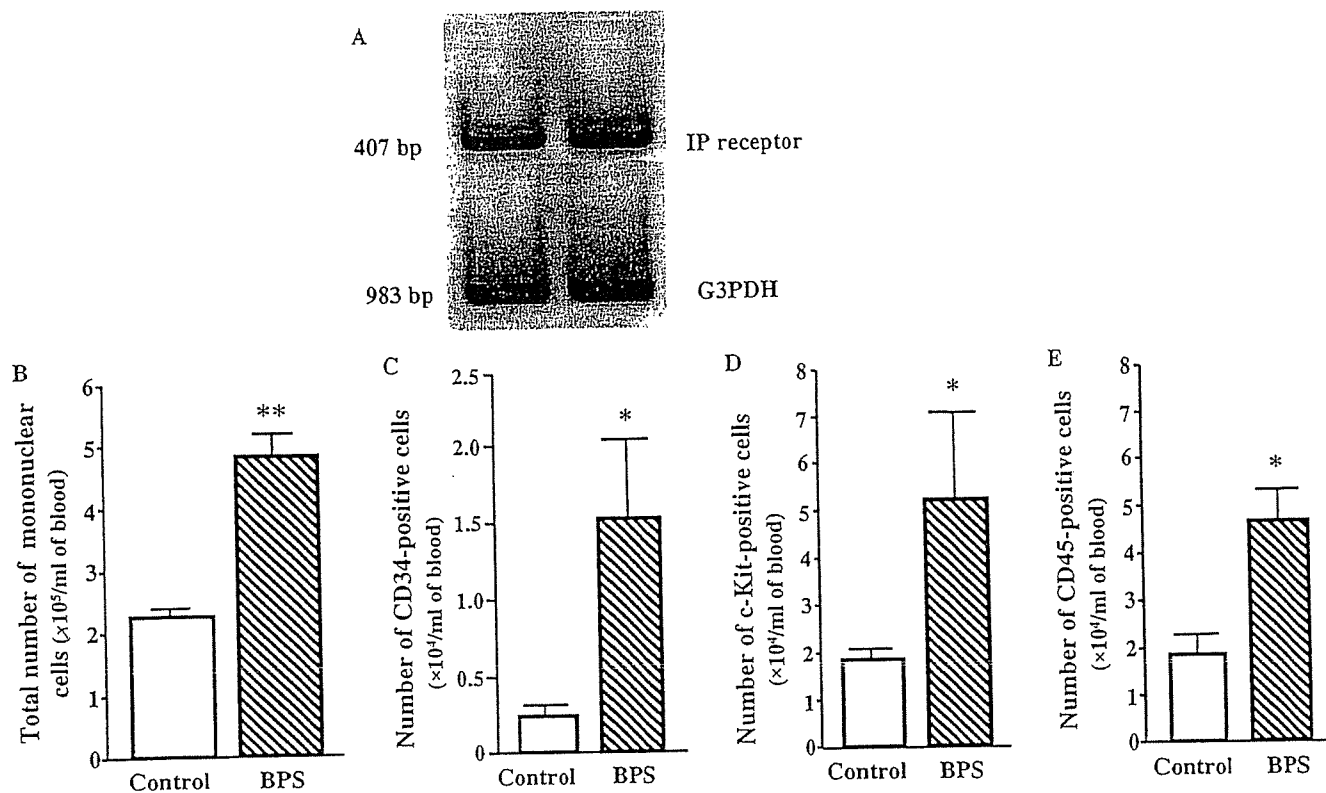 A
407 bp
IP receptor
983 bp
G3PDH
B
Total number of mononuclear
cells (x10⁵/ml of blood)
6
5
4
3
2
1
0
**
Control
BPS
C
Number of CD34-positive cells
(×10⁴/ml of blood)
2.5
2.0
1.5
1.0
0.5
0
*
Control
BPS
D
Number of c-Kit-positive cells
(×10⁴/ml of blood)
8
7
6
5
4
3
2
1
0
*
Control
BPS
E
Number of CD45-positive cells
(×10⁴/ml of blood)
8
7
6
5
4
3
2
1
0
*
Control
BPS